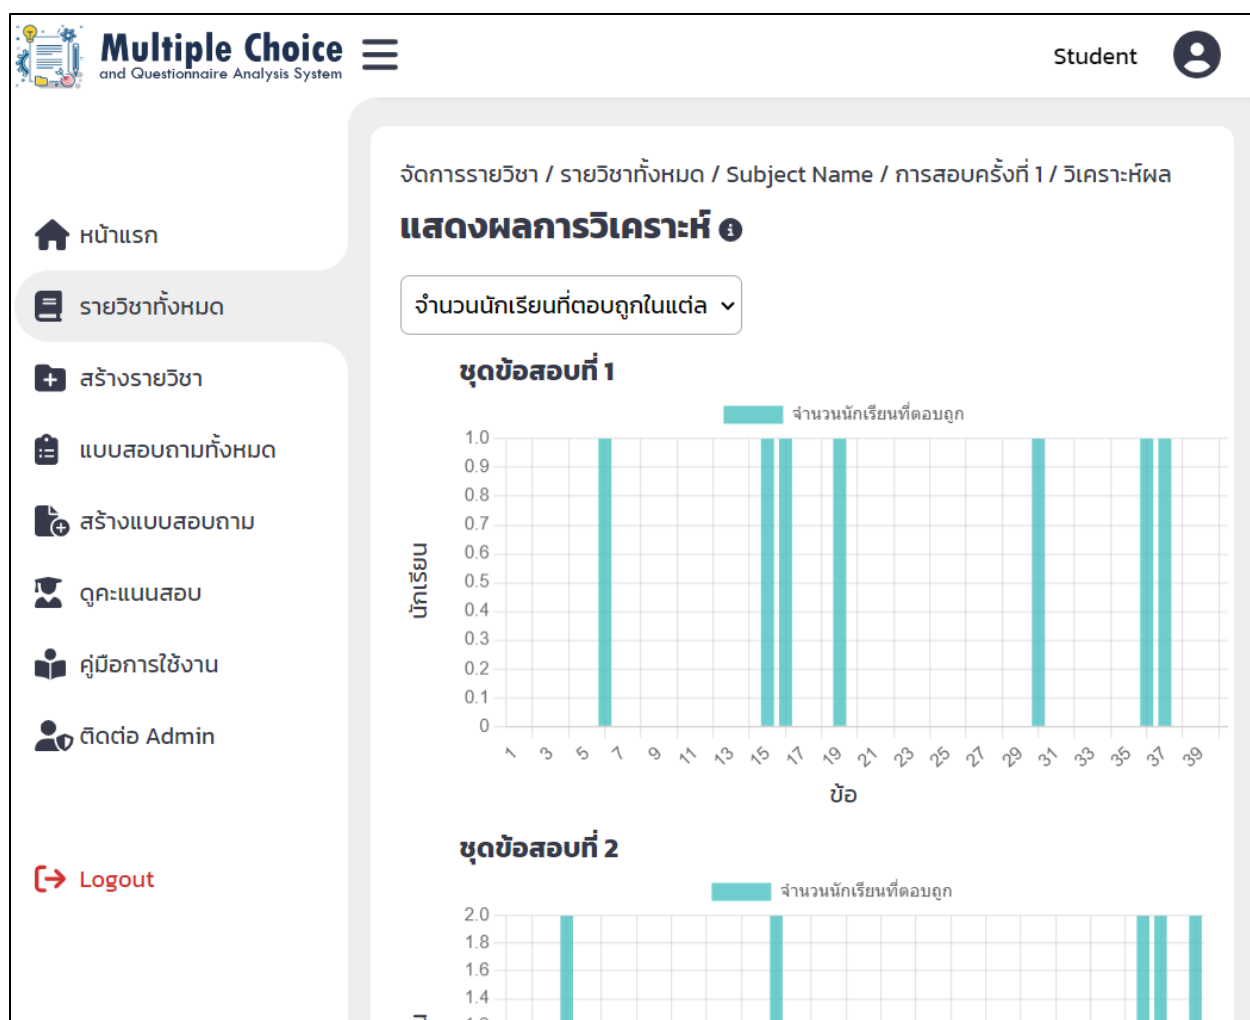 Multiple Choice
and Questionnaire Analysis System
Student
จัดการรายวิชา / รายวิชาทั้งหมด / Subject Name / การสอบครั้งที่ 1 / วิเคราะห์ผล
แสดงผลการวิเคราะห์
หน้าแรก
รายวิชาทั้งหมด
สร้างรายวิชา
แบบสอบถามทั้งหมด
สร้างแบบสอบถาม
ดูคะแนนสอบ
คู่มือการใช้งาน
ติดต่อ Admin
Logout
จำนวนนักเรียนที่ตอบถูกในแต่ล
ชุดข้อสอบที่ 1
จำนวนนักเรียนที่ตอบถูก
1.0
0.9
0.8
0.7
0.6
0.5
0.4
0.3
0.2
0.1
0
นักเรียน
1 3 5 7 9 11 13 15 17 19 21 23 25 27 29 31 33 35 37 39
ข้อ
ชุดข้อสอบที่ 2
จำนวนนักเรียนที่ตอบถูก
2.0
1.8
1.6
1.4